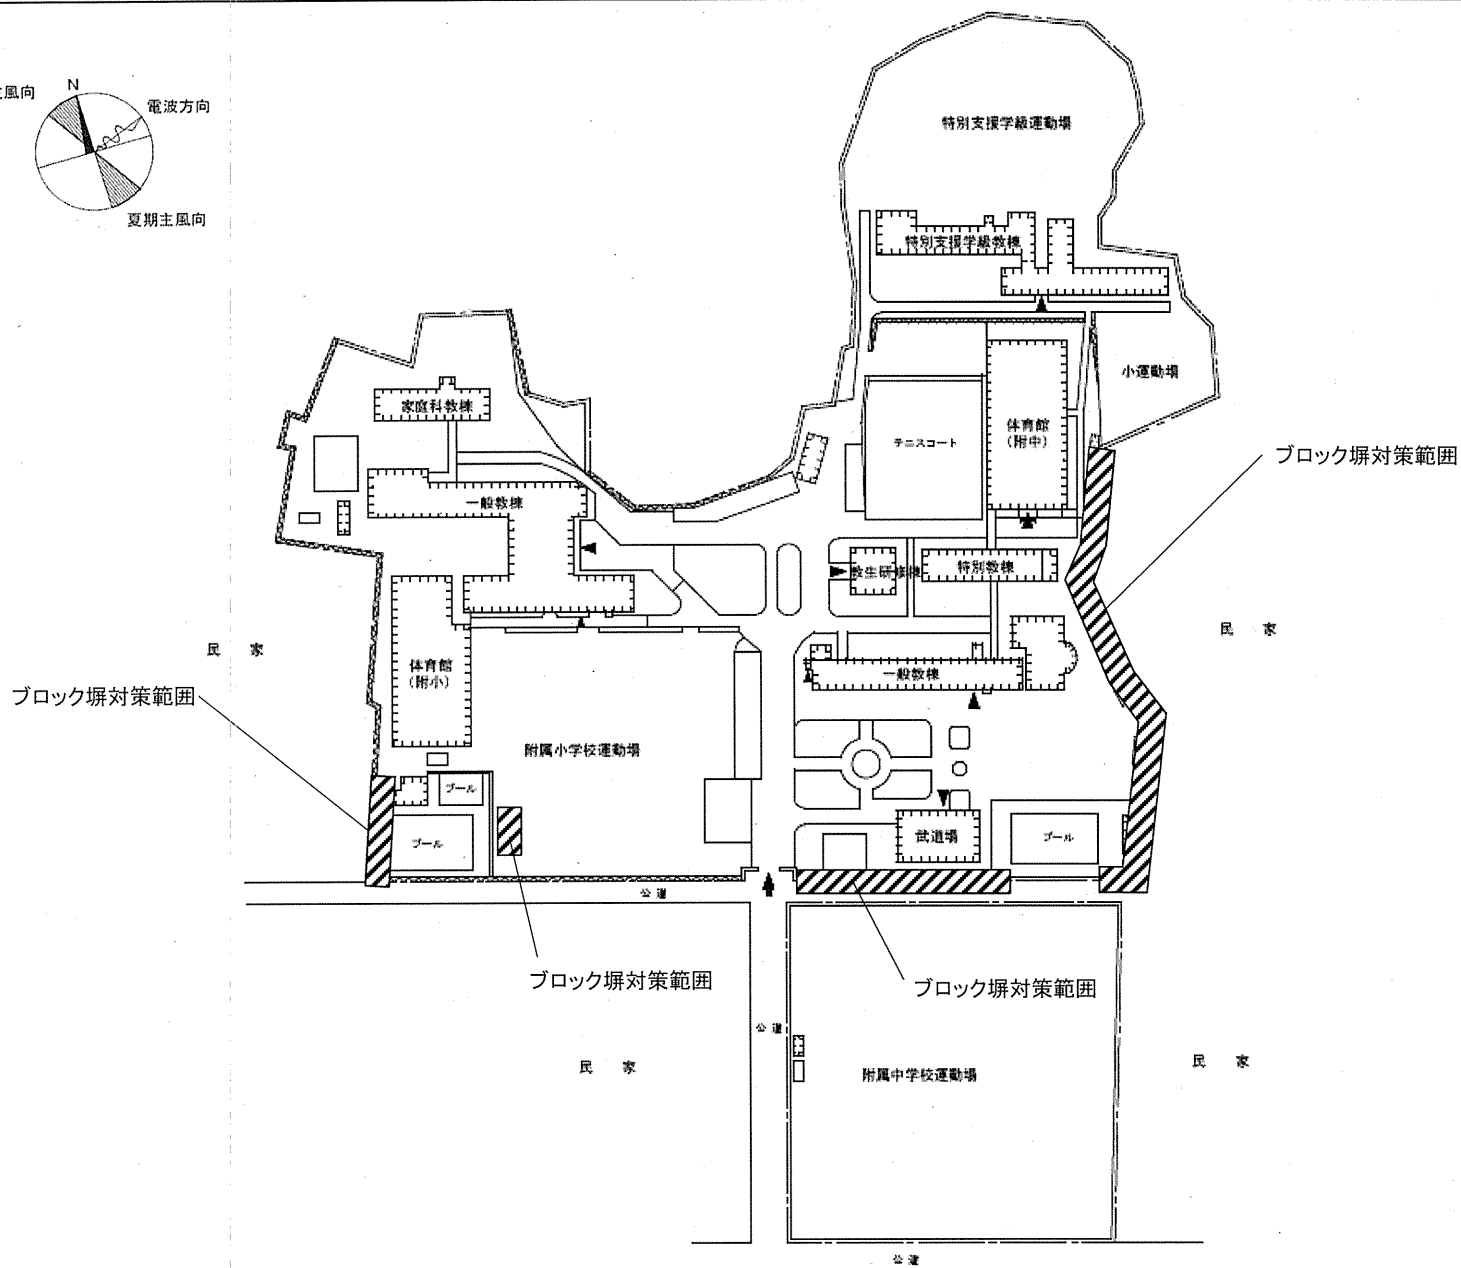 主風向
N
電波方向
夏期主風向
特別支援学級運動場
特別支援学級教棟
小運動場
家庭科教棟
テニスコート
体育館
(附中)
ブロック塀対策範囲
一般教棟
教生研修棟
特別教棟
民 家
民 家
体育館
(附小)
一般教棟
ブロック塀対策範囲
附属小学校運動場
プール
プール
武道場
プール
公道
ブロック塀対策範囲
ブロック塀対策範囲
公道
民 家
附属中学校運動場
民 家
公道